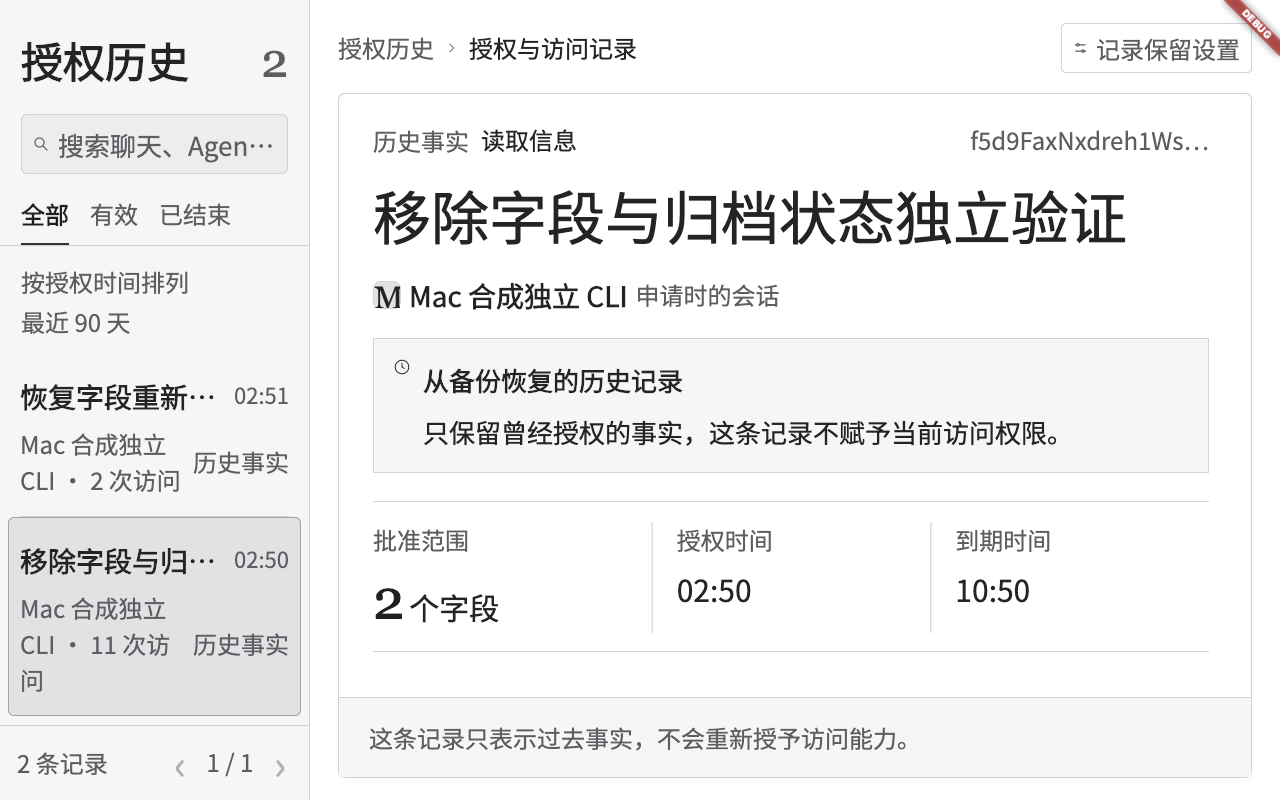 授权历史 2
搜索聊天、Agen…
全部 有效 已结束
按授权时间排列
最近 90 天
恢复字段重新… 02:51
Mac 合成独立
CLI · 2 次访问 历史事实
移除字段与归… 02:50
Mac 合成独立
CLI · 11 次访
问
历史事实
2 条记录 ‹ 1 / 1 ›
授权历史 › 授权与访问记录
记录保留设置
DEBUG
历史事实 读取信息 f5d9FaxNxdreh1Ws...
移除字段与归档状态独立验证
M Mac 合成独立 CLI 申请时的会话
从备份恢复的历史记录
只保留曾经授权的事实，这条记录不赋予当前访问权限。
批准范围
2 个字段
授权时间
02:50
到期时间
10:50
这条记录只表示过去事实，不会重新授予访问能力。